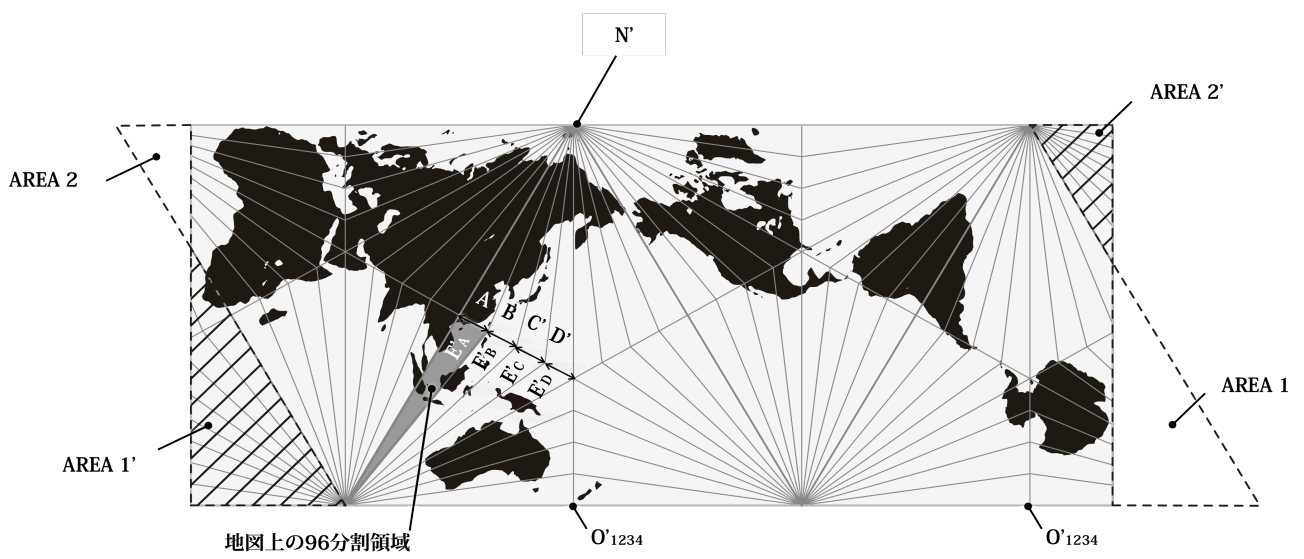 N’
AREA 2’
AREA 2
A
B
C’
D’
E’A
E’B
E’C
E’D
AREA 1
AREA 1’
地図上の96分割領域
O’1234
O’1234